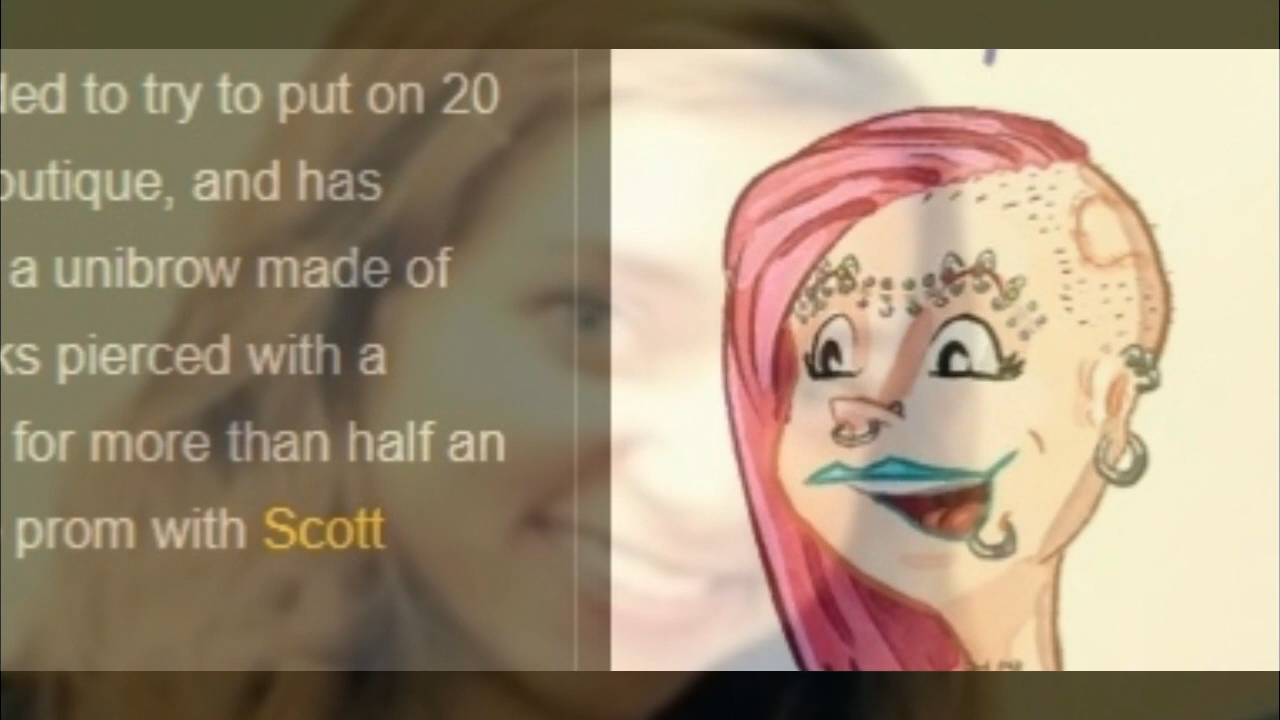 led to try to put on 20
outique, and has
a unibrow made of
ks pierced with a
for more than half an
prom with Scott